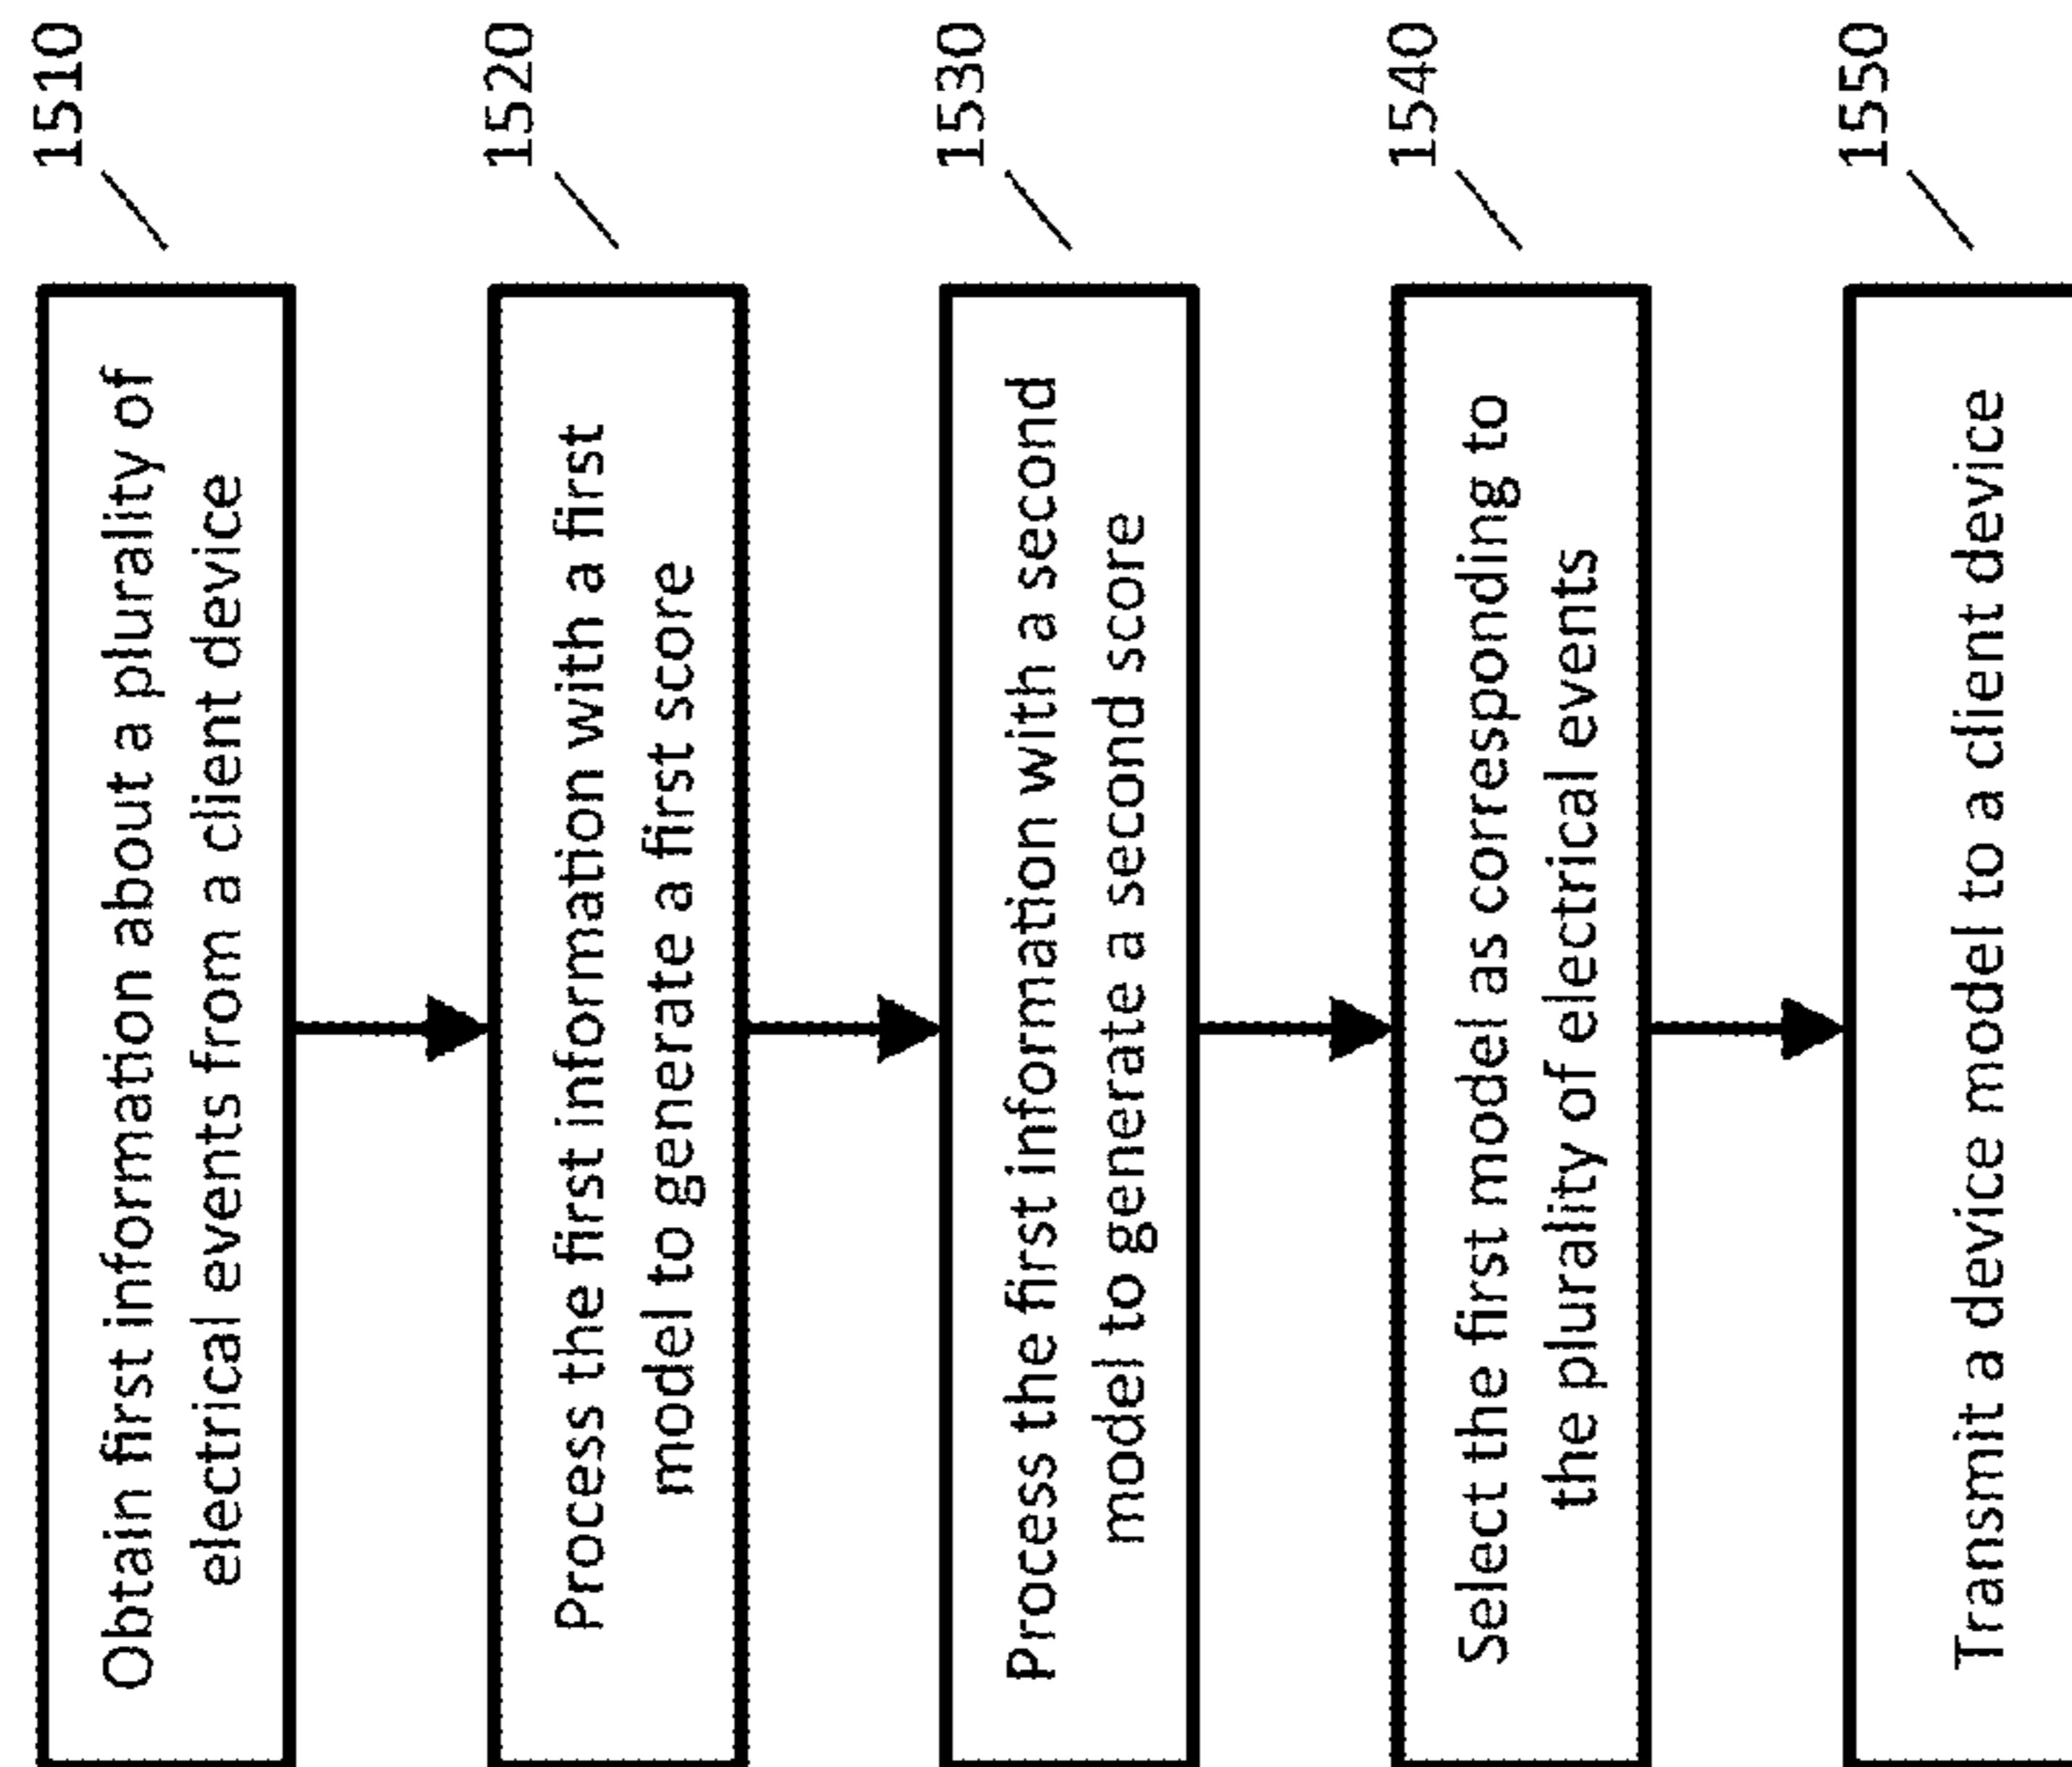 Obtain first information about a plurality of
electrical events from a client device
1510
Process the first information with a first
model to generate a first score
1520
Process the first information with a second
model to generate a second score
1530
Select the first model as corresponding to
the plurality of electrical events
1540
Transmit a device model to a client device
1550